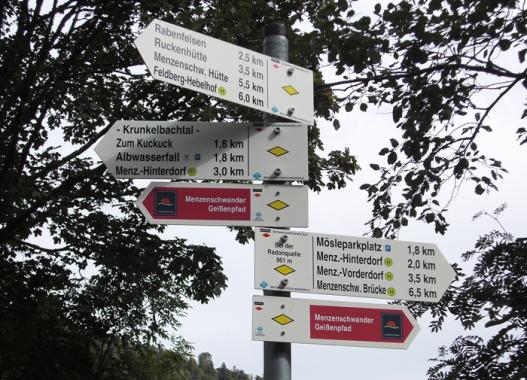 Rabenfelsen 2,5 km
Ruckenhütte 3,5 km
Menzenschw. Hütte 5,5 km
Feldberg-Hebelhof H 6,0 km
- Krunkelbachtal -
Zum Kuckuck 1,8 km
Albwasserfall P 1,8 km
Menz.-Hinterdorf H 3,0 km
Menzenschwander
Geißenpfad
Bei der
Radonquelle
961 m
Mösleparkplatz P 1,8 km
Menz.-Hinterdorf H 2,0 km
Menz.-Vorderdorf H 3,5 km
Menzenschw. Brücke H 6,5 km
Menzenschwander
Geißenpfad